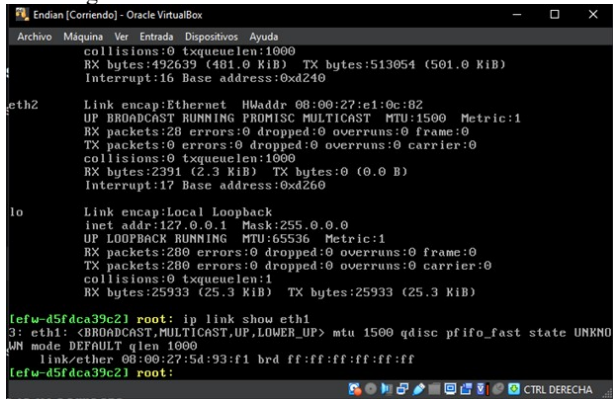 Endian [Corriendo] - Oracle VirtualBox
Archivo Máquina Ver Entrada Dispositivos Ayuda
collisions:0 txqueuelen:1000
RX bytes:492639 (481.0 KiB) TX bytes:513054 (501.0 KiB)
Interrupt:16 Base address:0xd240
eth2 Link encap:Ethernet HWaddr 08:00:27:e1:0c:82
UP BROADCAST RUNNING PROMISC MULTICAST MTU:1500 Metric:1
RX packets:28 errors:0 dropped:0 overruns:0 frame:0
TX packets:0 errors:0 dropped:0 overruns:0 carrier:0
collisions:0 txqueuelen:1000
RX bytes:2391 (2.3 KiB) TX bytes:0 (0.0 B)
Interrupt:17 Base address:0xd260
lo Link encap:Local Loopback
inet addr:127.0.0.1 Mask:255.0.0.0
UP LOOPBACK RUNNING MTU:65536 Metric:1
RX packets:280 errors:0 dropped:0 overruns:0 frame:0
TX packets:280 errors:0 dropped:0 overruns:0 carrier:0
collisions:0 txqueuelen:1
RX bytes:25933 (25.3 KiB) TX bytes:25933 (25.3 KiB)
[efw-d5fdca39c2] root: ip link show eth1
3: eth1: <BROADCAST,MULTICAST,UP,LOWER_UP> mtu 1500 qdisc pfifo_fast state UNKNO
WN mode DEFAULT qlen 1000
link/ether 08:00:27:5d:93:f1 brd ff:ff:ff:ff:ff:ff
[efw-d5fdca39c2] root:
CTRL DERECHA